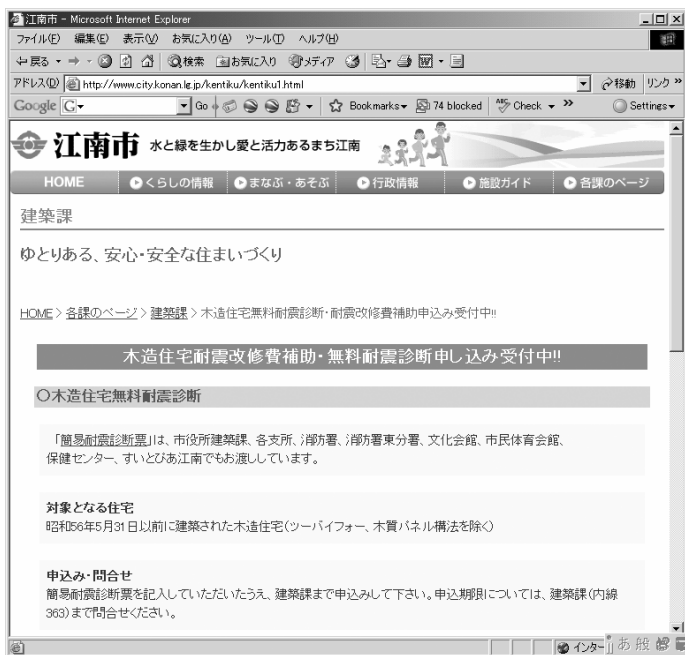 江南市 - Microsoft Internet Explorer
ファイル(F) 編集(E) 表示(V) お気に入り(A) ツール(T) ヘルプ(H)
戻る 検索 お気に入り メディア
アドレス(D) http://www.city.konan.lg.jp/kentiku/kentiku1.html 移動 リンク »
Google G Go Bookmarks 74 blocked Check » Settings
江南市 水と緑を生かし愛と活力あるまち江南
HOME くらしの情報 まなぶ・あそぶ 行政情報 施設ガイド 各課のページ
建築課
ゆとりある、安心・安全な住まいづくり
HOME > 各課のページ > 建築課 > 木造住宅無料耐震診断・耐震改修費補助申込み受付中!!
木造住宅耐震改修費補助・無料耐震診断申し込み受付中!!
○木造住宅無料耐震診断
「簡易耐震診断票」は、市役所建築課、各支所、消防署、消防署東分署、文化会館、市民体育会館、
保健センター、すいとぴあ江南でもお渡ししています。
対象となる住宅
昭和56年5月31日以前に建築された木造住宅(ツーバイフォー、木質パネル構法を除く)
申込み・問合せ
簡易耐震診断票を記入していただいたうえ、建築課まで申込みして下さい。申込期限については、建築課(内線
363)まで問合せください。
インター あ 般